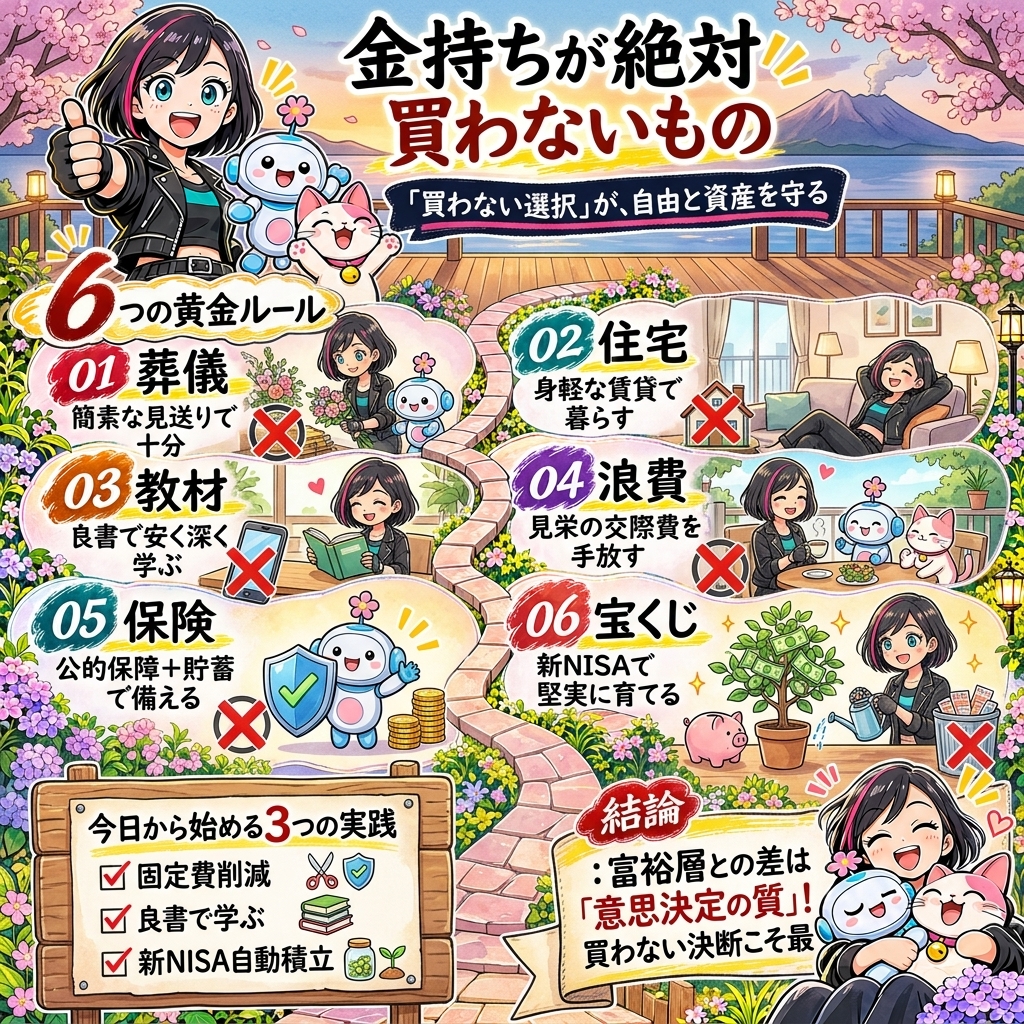 金持ちが絶対
買わないもの
「買わない選択」が、自由と資産を守る
6つの黄金ルール
01 葬儀
簡素な見送りで
十分
02 住宅
身軽な賃貸で
暮らす
03 教材
良書で安く深く
学ぶ
04 浪費
見栄の交際費を
手放す
05 保険
公的保障+貯蓄
で備える
06 宝くじ
新NISAで
堅実に育てる
今日から始める3つの実践
固定費削減
良書で学ぶ
新NISA自動積立
結論
:富裕層との差は
「意思決定の質」!
買わない決断こそ最